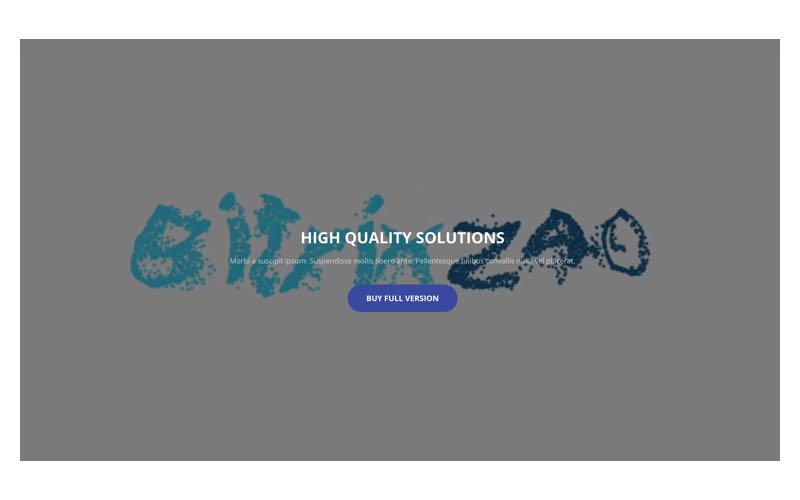 BitrinZAO
HIGH QUALITY SOLUTIONS
Morbi a suscipit ipsum. Suspendisse mollis libero ante. Pellentesque finibus convallis nulla vel placerat.
BUY FULL VERSION